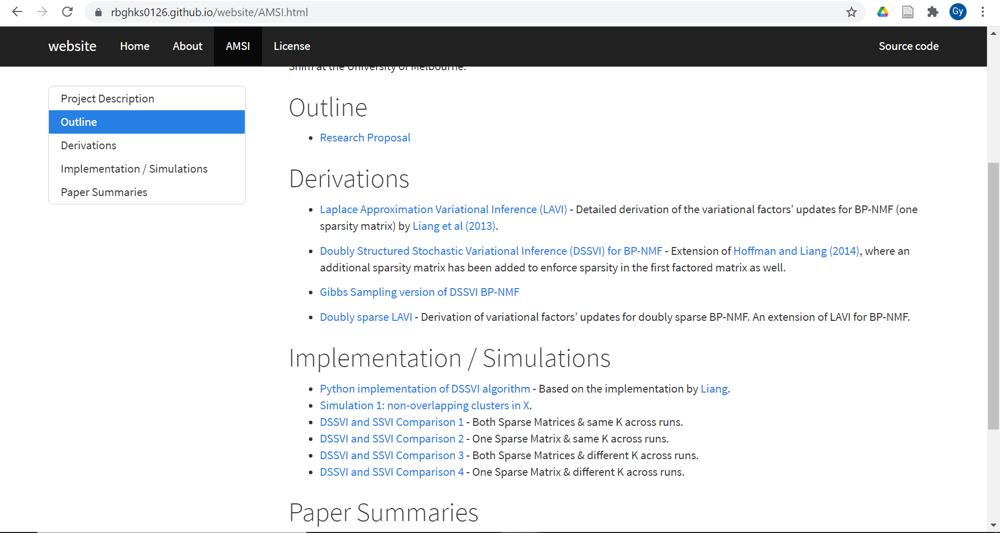 rbghks0126.github.io/website/AMSI.html
Gy
website Home About AMSI License Source code
Shim at the University of Melbourne.
Project Description
Outline
Derivations
Implementation / Simulations
Paper Summaries
Outline
• Research Proposal
Derivations
• Laplace Approximation Variational Inference (LAVI) - Detailed derivation of the variational factors’ updates for BP-NMF (one
sparsity matrix) by Liang et al (2013).
• Doubly Structured Stochastic Variational Inference (DSSVI) for BP-NMF - Extension of Hoffman and Liang (2014), where an
additional sparsity matrix has been added to enforce sparsity in the first factored matrix as well.
• Gibbs Sampling version of DSSVI BP-NMF
• Doubly sparse LAVI - Derivation of variational factors’ updates for doubly sparse BP-NMF. An extension of LAVI for BP-NMF.
Implementation / Simulations
• Python implementation of DSSVI algorithm - Based on the implementation by Liang.
• Simulation 1: non-overlapping clusters in X.
• DSSVI and SSVI Comparison 1 - Both Sparse Matrices & same K across runs.
• DSSVI and SSVI Comparison 2 - One Sparse Matrix & same K across runs.
• DSSVI and SSVI Comparison 3 - Both Sparse Matrices & different K across runs.
• DSSVI and SSVI Comparison 4 - One Sparse Matrix & different K across runs.
Paper Summaries